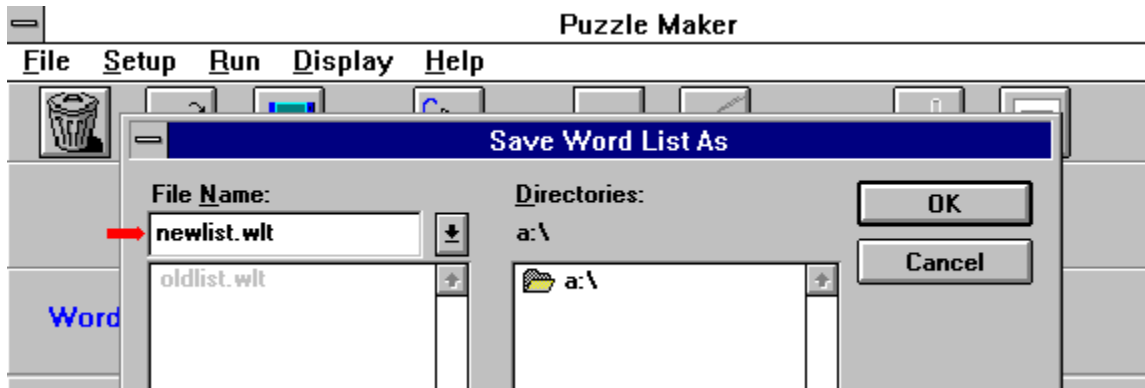 Puzzle Maker
File Setup Run Display Help
Save Word List As
File Name:
Directories:
OK
newlist.wlt
a:\
Cancel
oldlist.wlt
a:\
Word